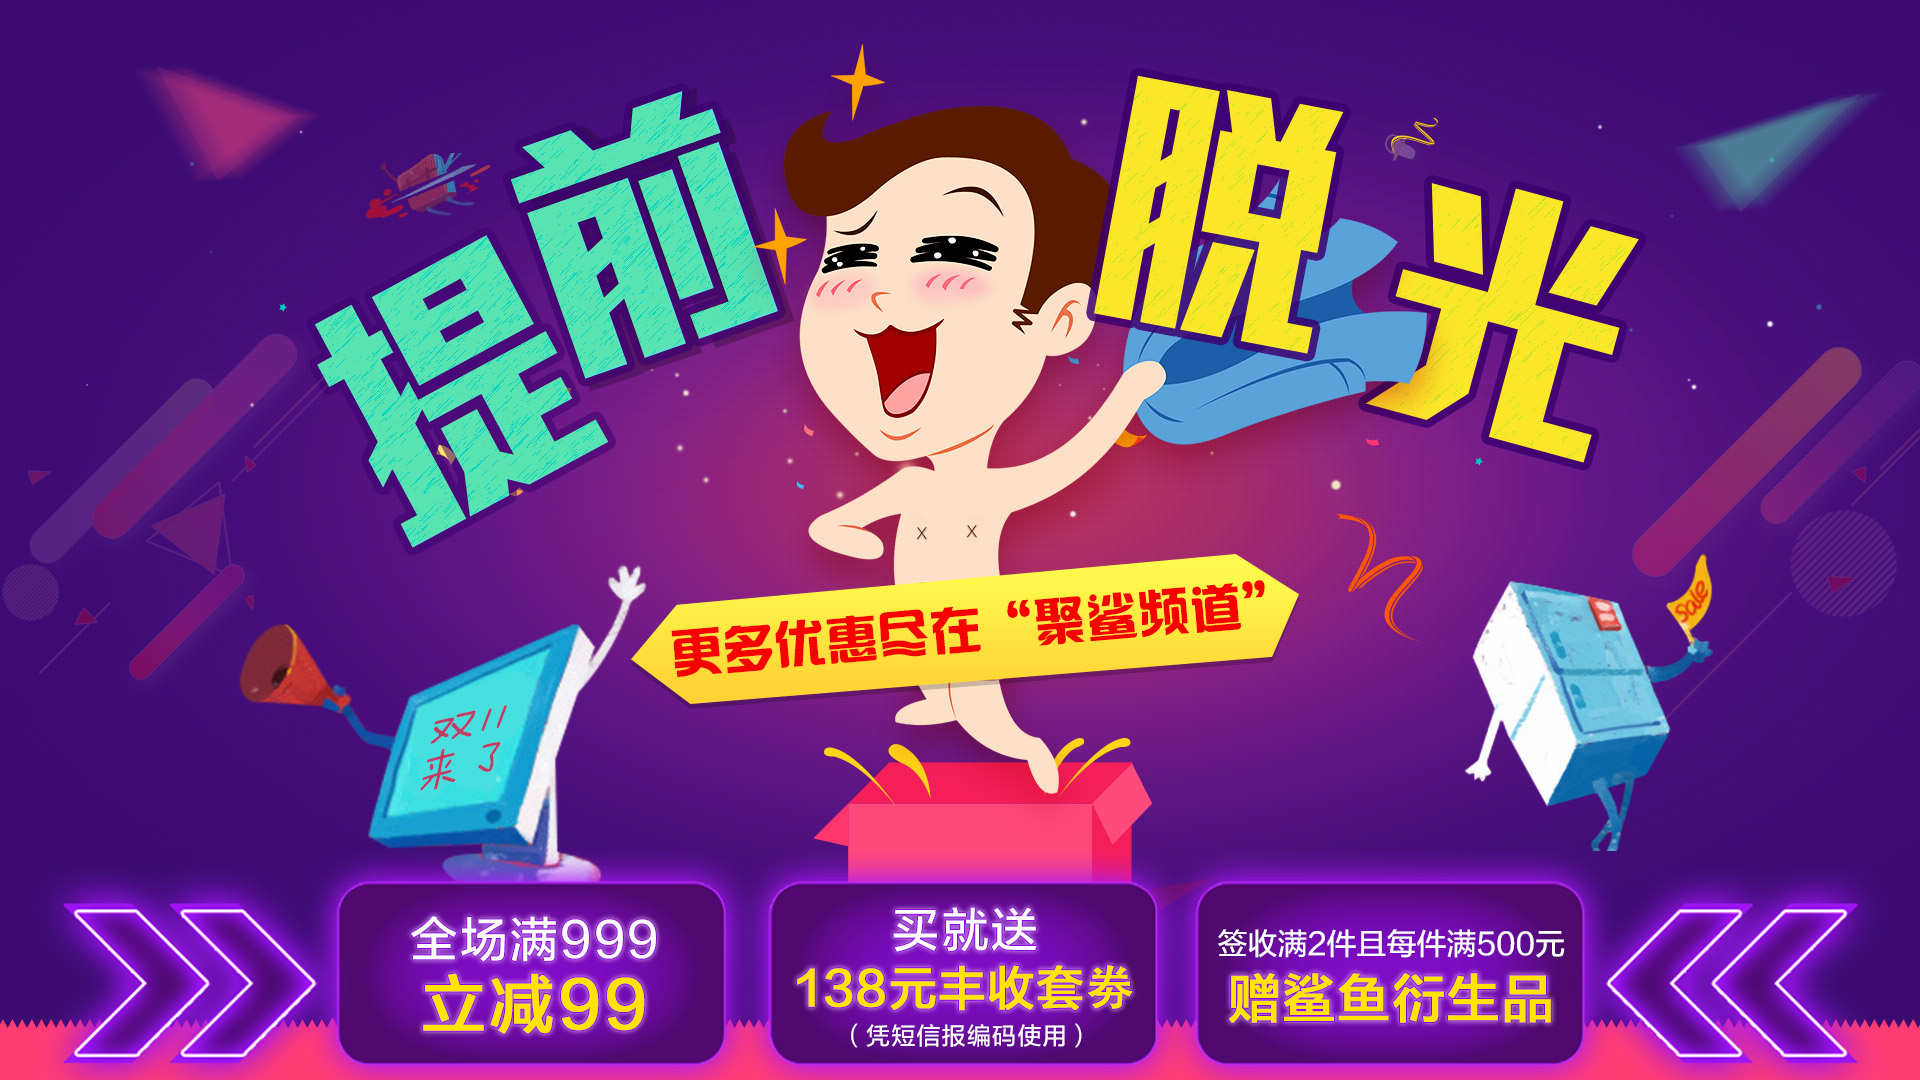 提前脱光
更多优惠尽在“聚鲨频道”
双11
来了
Sale
全场满999
立减99
买就送
138元丰收套券
（凭短信报编码使用）
签收满2件且每件满500元
赠鲨鱼衍生品